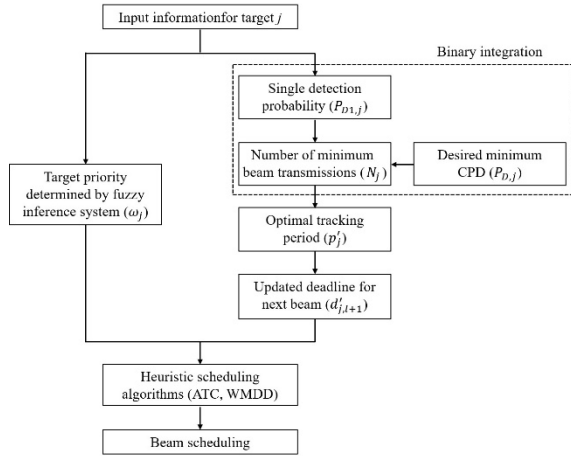 Input informationfor target j
Binary integration
Single detection
probability (P_{D1,j})
Number of minimum
beam transmissions (N_j)
Desired minimum
CPD (P_{D,j})
Target priority
determined by fuzzy
inference system (ω_j)
Optimal tracking
period (p'_j)
Updated deadline for
next beam (d'_{j,l+1})
Heuristic scheduling
algorithms (ATC, WMDD)
Beam scheduling